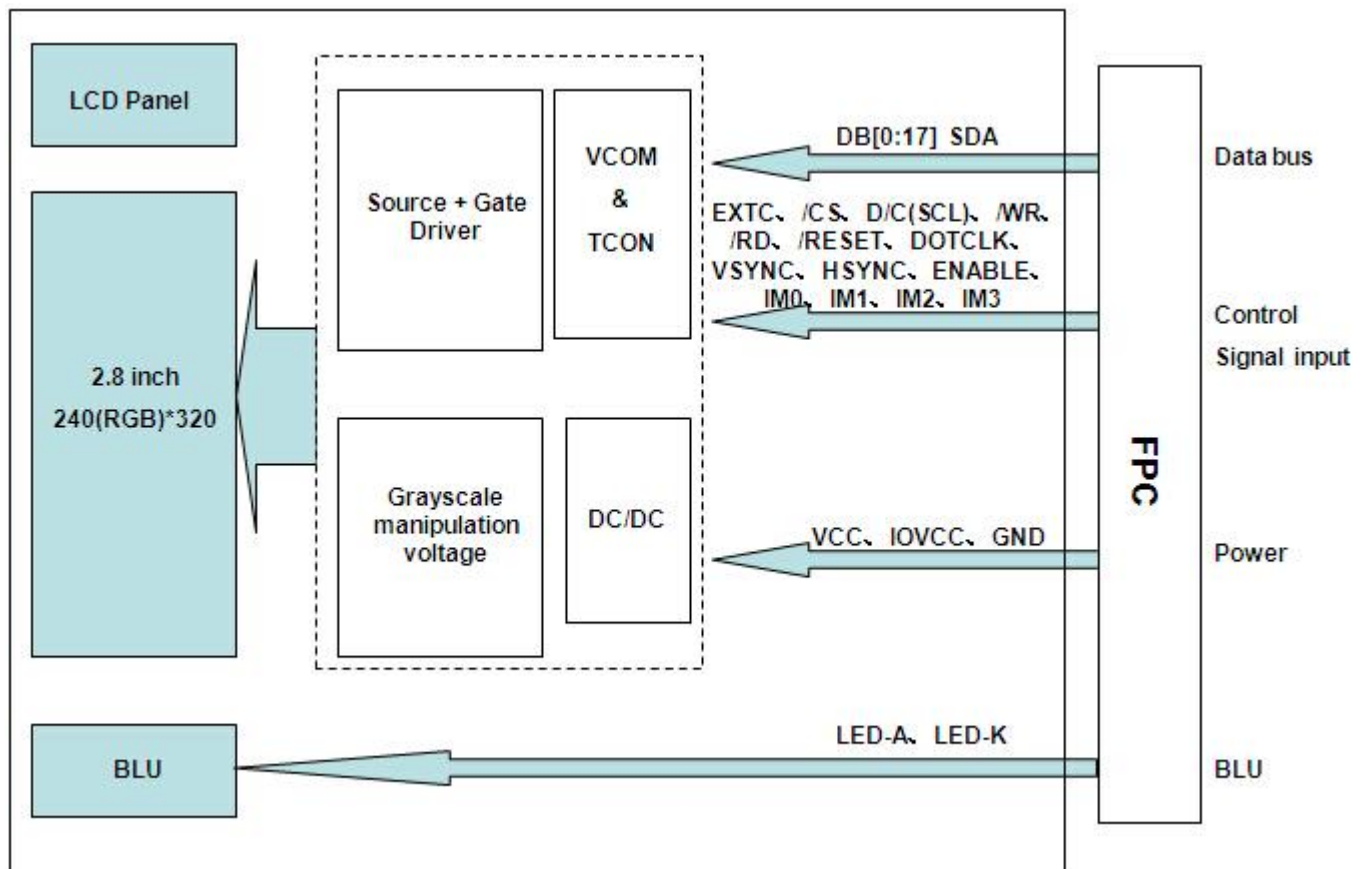 LCD Panel
2.8 inch
240(RGB)*320
BLU
Source + Gate
Driver
VCOM
&
TCON
Grayscale
manipulation
voltage
DC/DC
DB[0:17] SDA
EXTC、/CS、D/C(SCL)、/WR、
/RD、/RESET、DOTCLK、
VSYNC、HSYNC、ENABLE、
IM0、IM1、IM2、IM3
VCC、IOVCC、GND
LED-A、LED-K
FPC
Data bus
Control
Signal input
Power
BLU